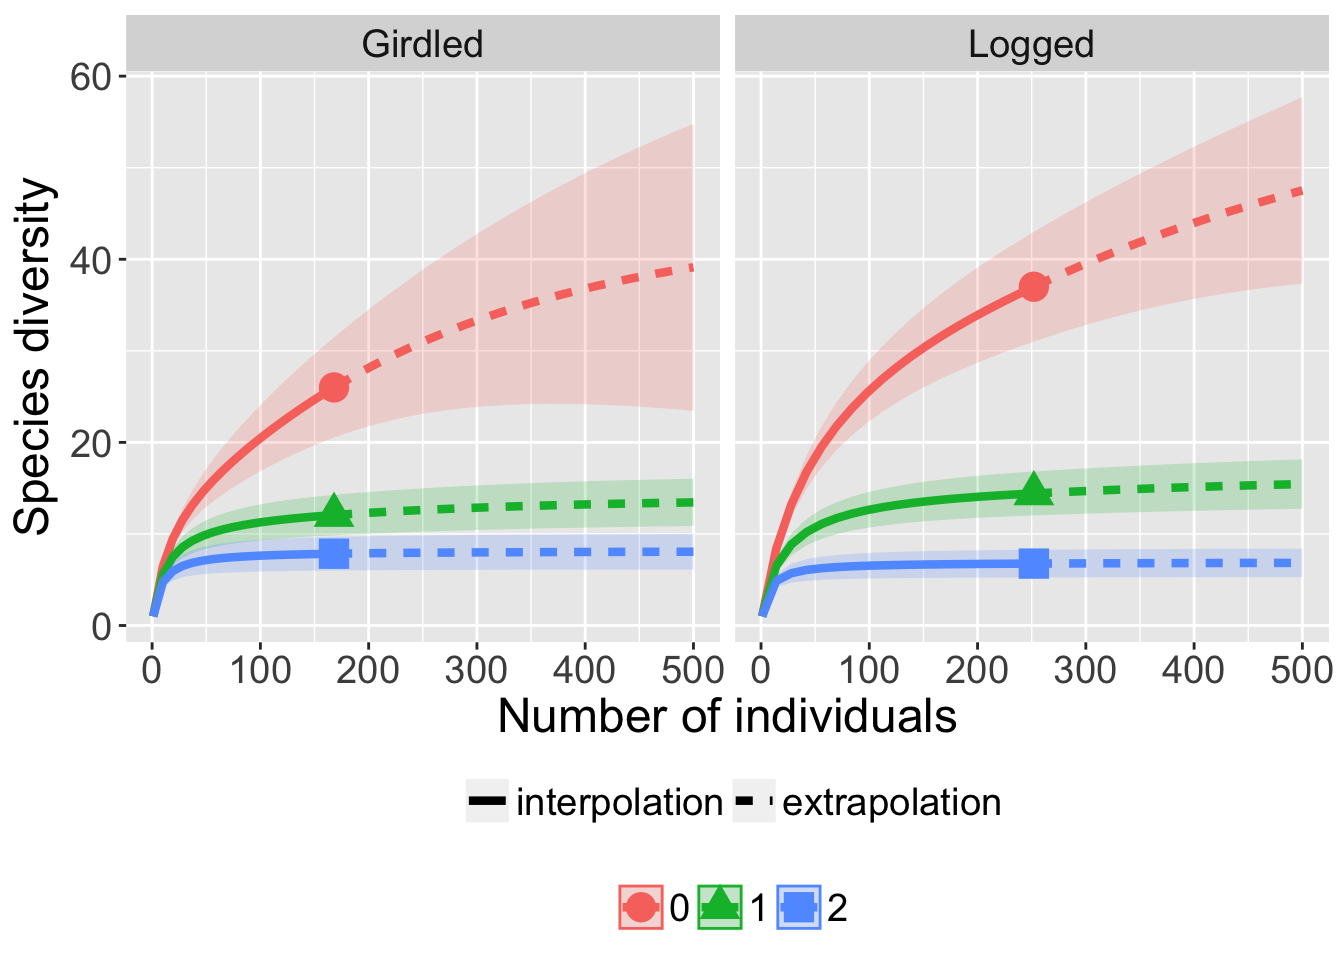 Girdled
Logged
Species diversity
60
40
20
0
0 100 200 300 400 500
0 100 200 300 400 500
Number of individuals
interpolation extrapolation
0 1 2